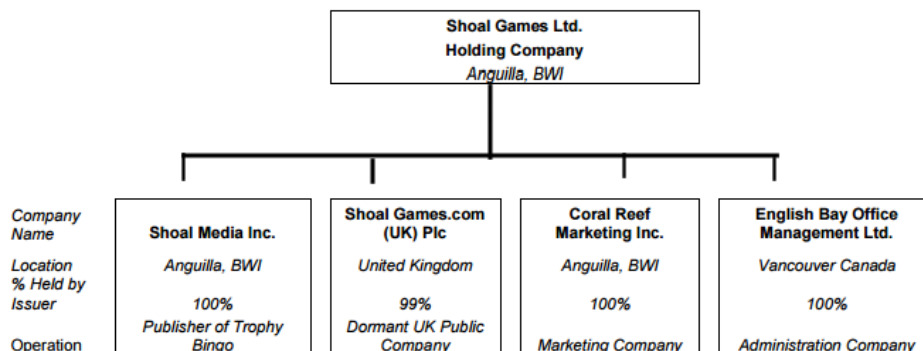 Shoal Games Ltd.
Holding Company
Anguilla, BWI
Company
Name
Shoal Media Inc.
Shoal Games.com
(UK) Plc
Coral Reef
Marketing Inc.
English Bay Office
Management Ltd.
Location
Anguilla, BWI
United Kingdom
Anguilla, BWI
Vancouver Canada
% Held by
Issuer
100%
99%
100%
100%
Operation
Publisher of Trophy
Bingo
Dormant UK Public
Company
Marketing Company
Administration Company